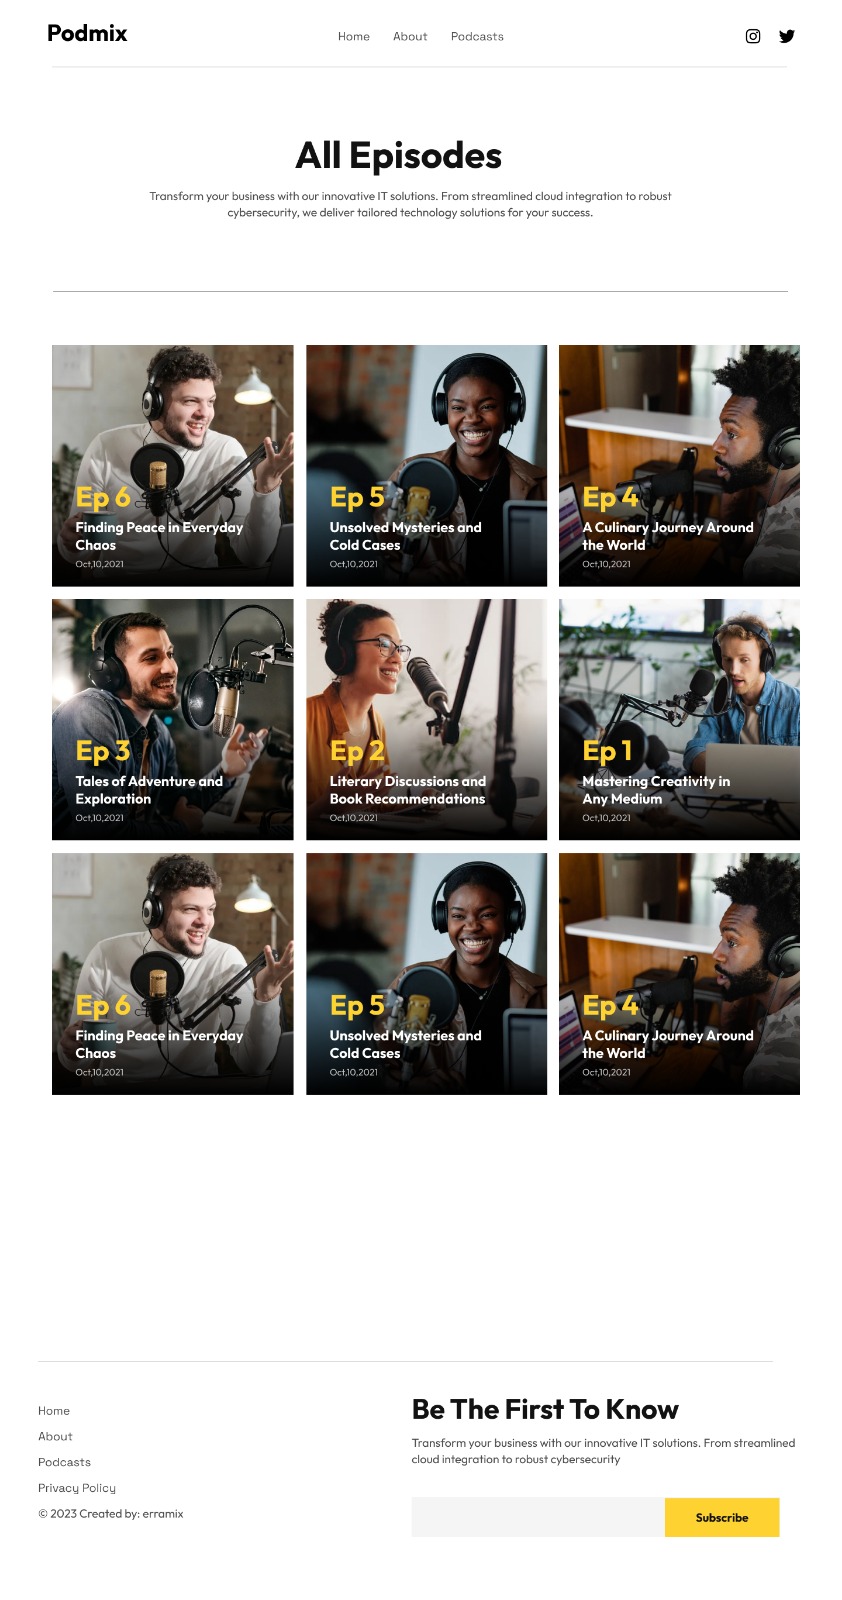 Podmix
Home About Podcasts
All Episodes
Transform your business with our innovative IT solutions. From streamlined cloud integration to robust
cybersecurity, we deliver tailored technology solutions for your success.
Ep 6
Finding Peace in Everyday
Chaos
Oct,10,2021
Ep 5
Unsolved Mysteries and
Cold Cases
Oct,10,2021
Ep 4
A Culinary Journey Around
the World
Oct,10,2021
Ep 3
Tales of Adventure and
Exploration
Oct,10,2021
Ep 2
Literary Discussions and
Book Recommendations
Oct,10,2021
Ep 1
Mastering Creativity in
Any Medium
Oct,10,2021
Ep 6
Finding Peace in Everyday
Chaos
Oct,10,2021
Ep 5
Unsolved Mysteries and
Cold Cases
Oct,10,2021
Ep 4
A Culinary Journey Around
the World
Oct,10,2021
Home
About
Podcasts
Privacy Policy
© 2023 Created by: erramix
Be The First To Know
Transform your business with our innovative IT solutions. From streamlined
cloud integration to robust cybersecurity
Subscribe